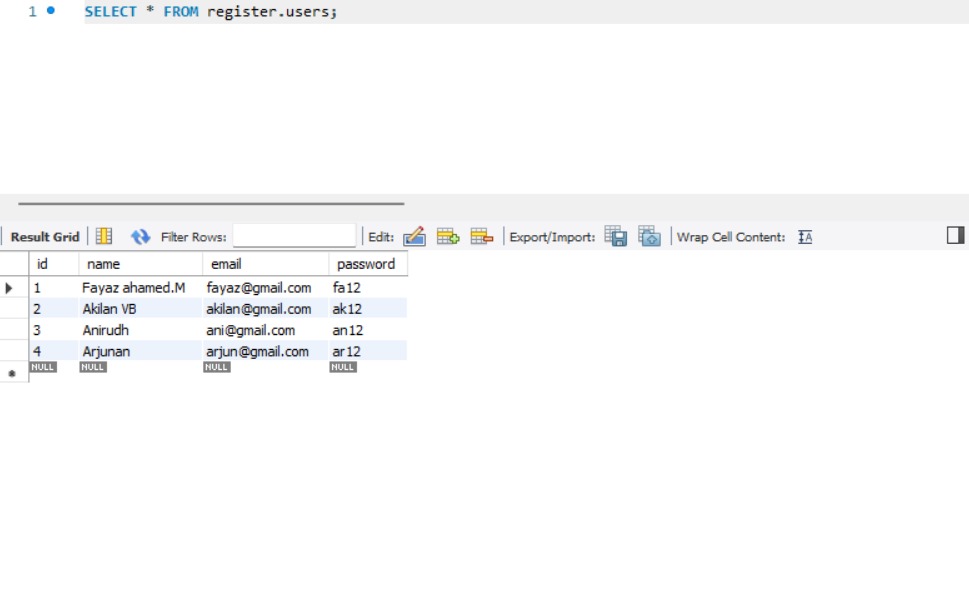 1 SELECT * FROM register.users;
Result Grid Filter Rows: Edit: Export/Import: Wrap Cell Content: IA
id name email password
1 Fayaz ahamed.M fayaz@gmail.com fa12
2 Akilan VB akilan@gmail.com ak12
3 Anirudh ani@gmail.com an12
4 Arjunan arjun@gmail.com ar12
NULL NULL NULL NULL